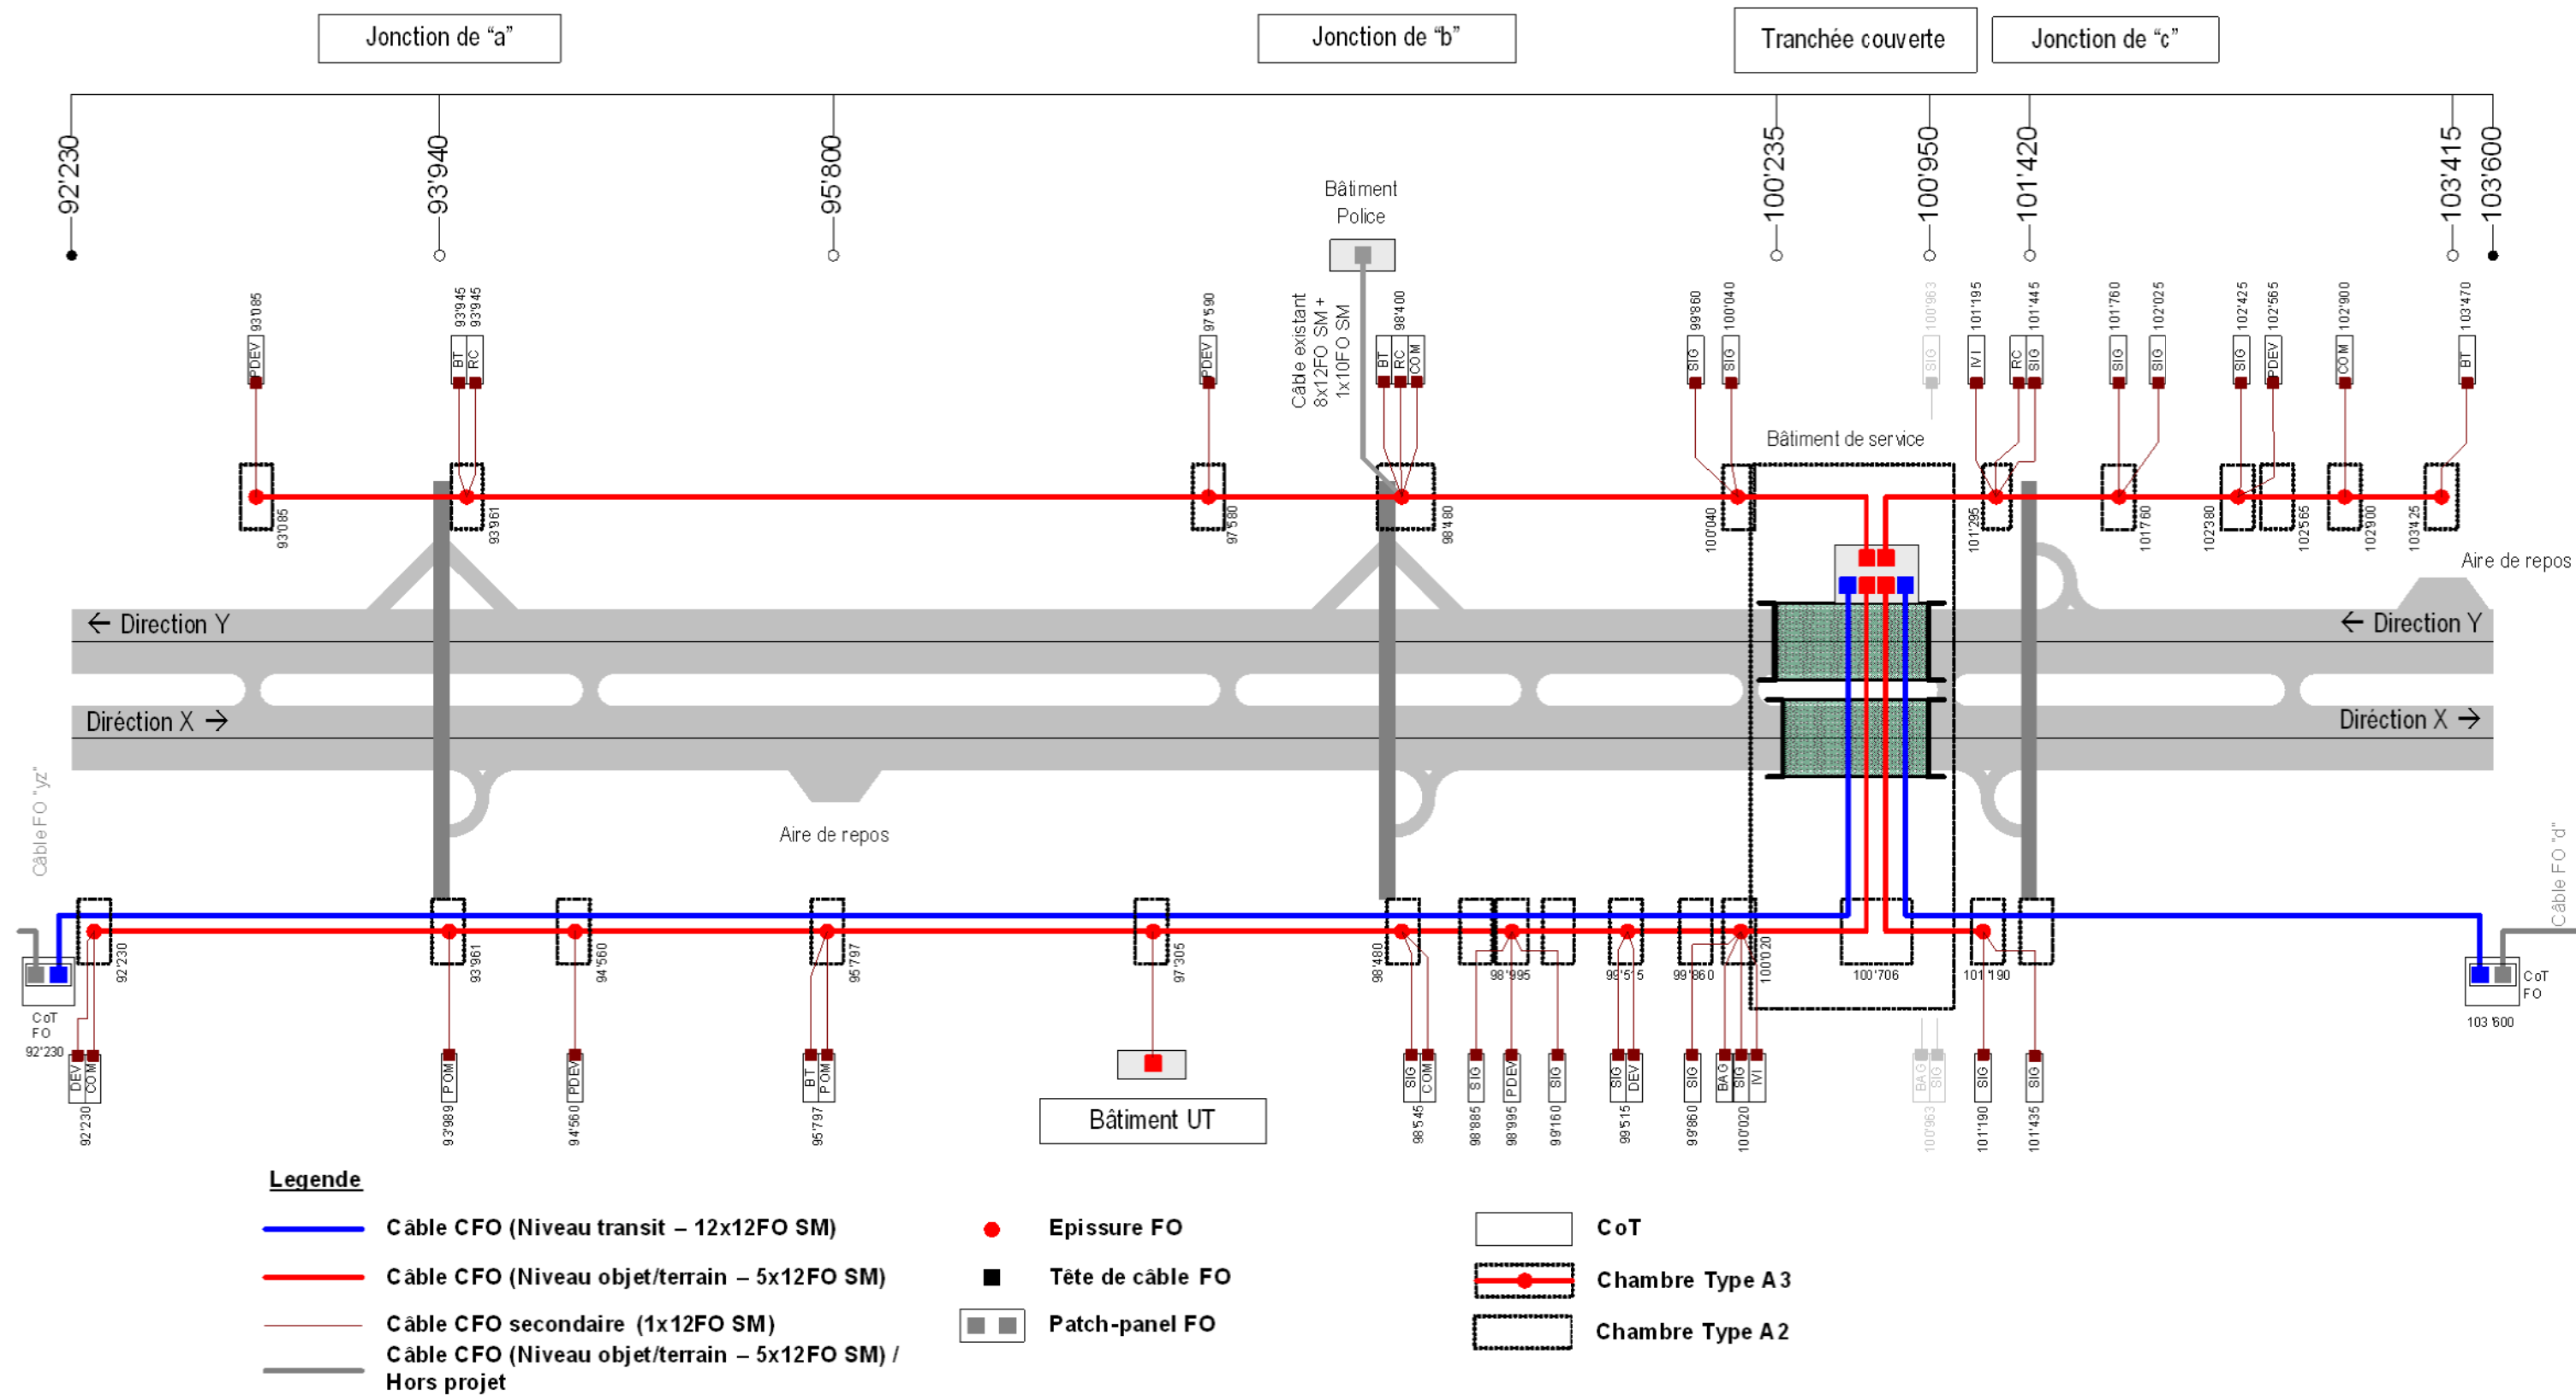 Jonction de “a”
Jonction de “b”
Tranchée couverte
Jonction de “c”
92'230
93'940
95'800
100'235
100'950
101'420
103'415
103'600
Bâtiment
Police
Câble existant
8x12FO SM +
1x10FO SM
PDEV
93'085
BT
93'945
RC
93'945
PDEV
97'590
BT
RC
COM
98'400
SIG
99'860
SIG
100'040
SIG
100'963
IVI
101'195
RC
SIG
101'445
SIG
101'760
SIG
102'025
SIG
102'425
PDEV
102'565
COM
102'900
BT
103'470
Bâtiment de service
93'085
93'961
97'580
98'480
100'040
101'295
101'760
102'380
102'565
102'900
103'425
Aire de repos
← Direction Y
← Direction Y
Diréction X →
Diréction X →
Câble FO "yz"
Aire de repos
Câble FO "d"
92'230
93'961
94'560
95'797
97'305
98'480
98'995
99'515
99'860
100'020
100'706
101'190
CoT
FO
92'230
CoT
FO
103'600
DEV
COM
92'230
POM
93'989
PDEV
94'560
BT
POM
95'797
Bâtiment UT
SIG
COM
98'545
SIG
98'885
PDEV
98'995
SIG
99'160
SIG
DEV
99'515
SIG
99'860
BAG
SIG
IVI
100'020
BAG
SIG
100'963
SIG
101'190
SIG
101'435
Legende
Câble CFO (Niveau transit – 12x12FO SM)
Câble CFO (Niveau objet/terrain – 5x12FO SM)
Câble CFO secondaire (1x12FO SM)
Câble CFO (Niveau objet/terrain – 5x12FO SM) /
Hors projet
Epissure FO
Tête de câble FO
Patch-panel FO
CoT
Chambre Type A3
Chambre Type A2